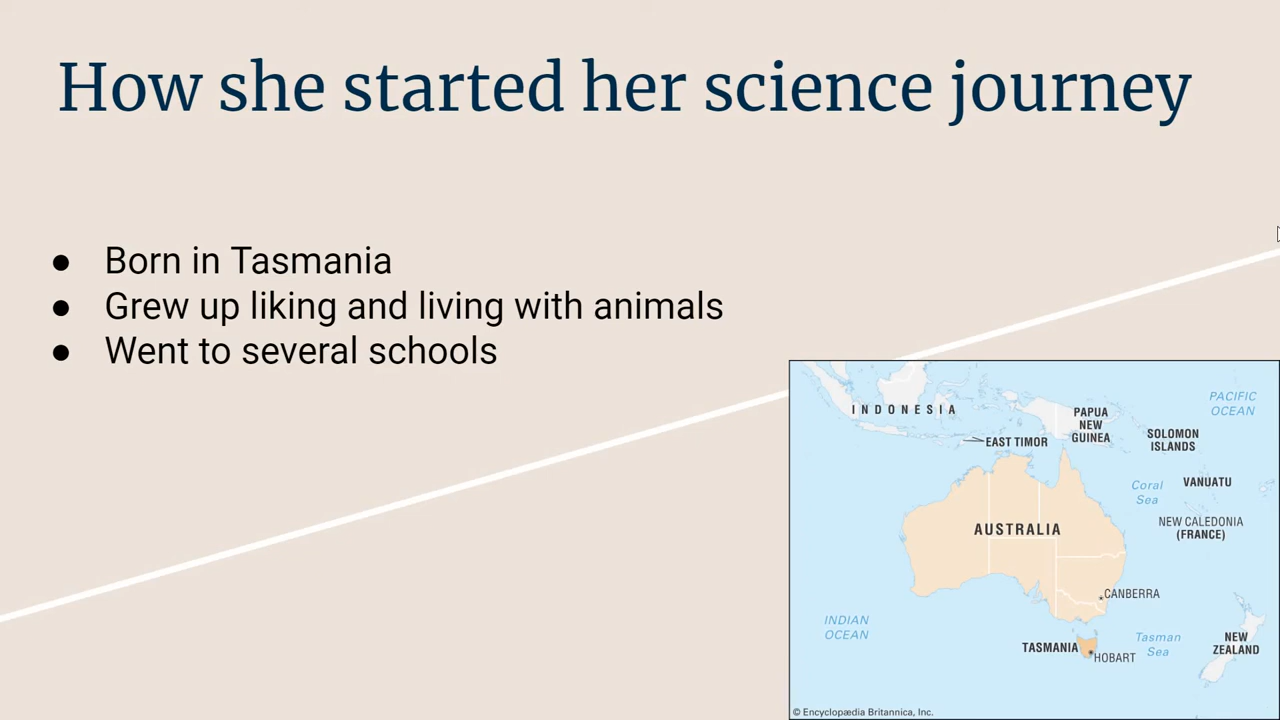 How she started her science journey
● Born in Tasmania
● Grew up liking and living with animals
● Went to several schools
INDONESIA
PACIFIC
OCEAN
PAPUA
NEW
GUINEA
EAST TIMOR
SOLOMON
ISLANDS
Coral
Sea
VANUATU
AUSTRALIA
NEW CALEDONIA
(FRANCE)
CANBERRA
INDIAN
OCEAN
TASMANIA
HOBART
Tasman
Sea
NEW
ZEALAND
© Encyclopædia Britannica, Inc.